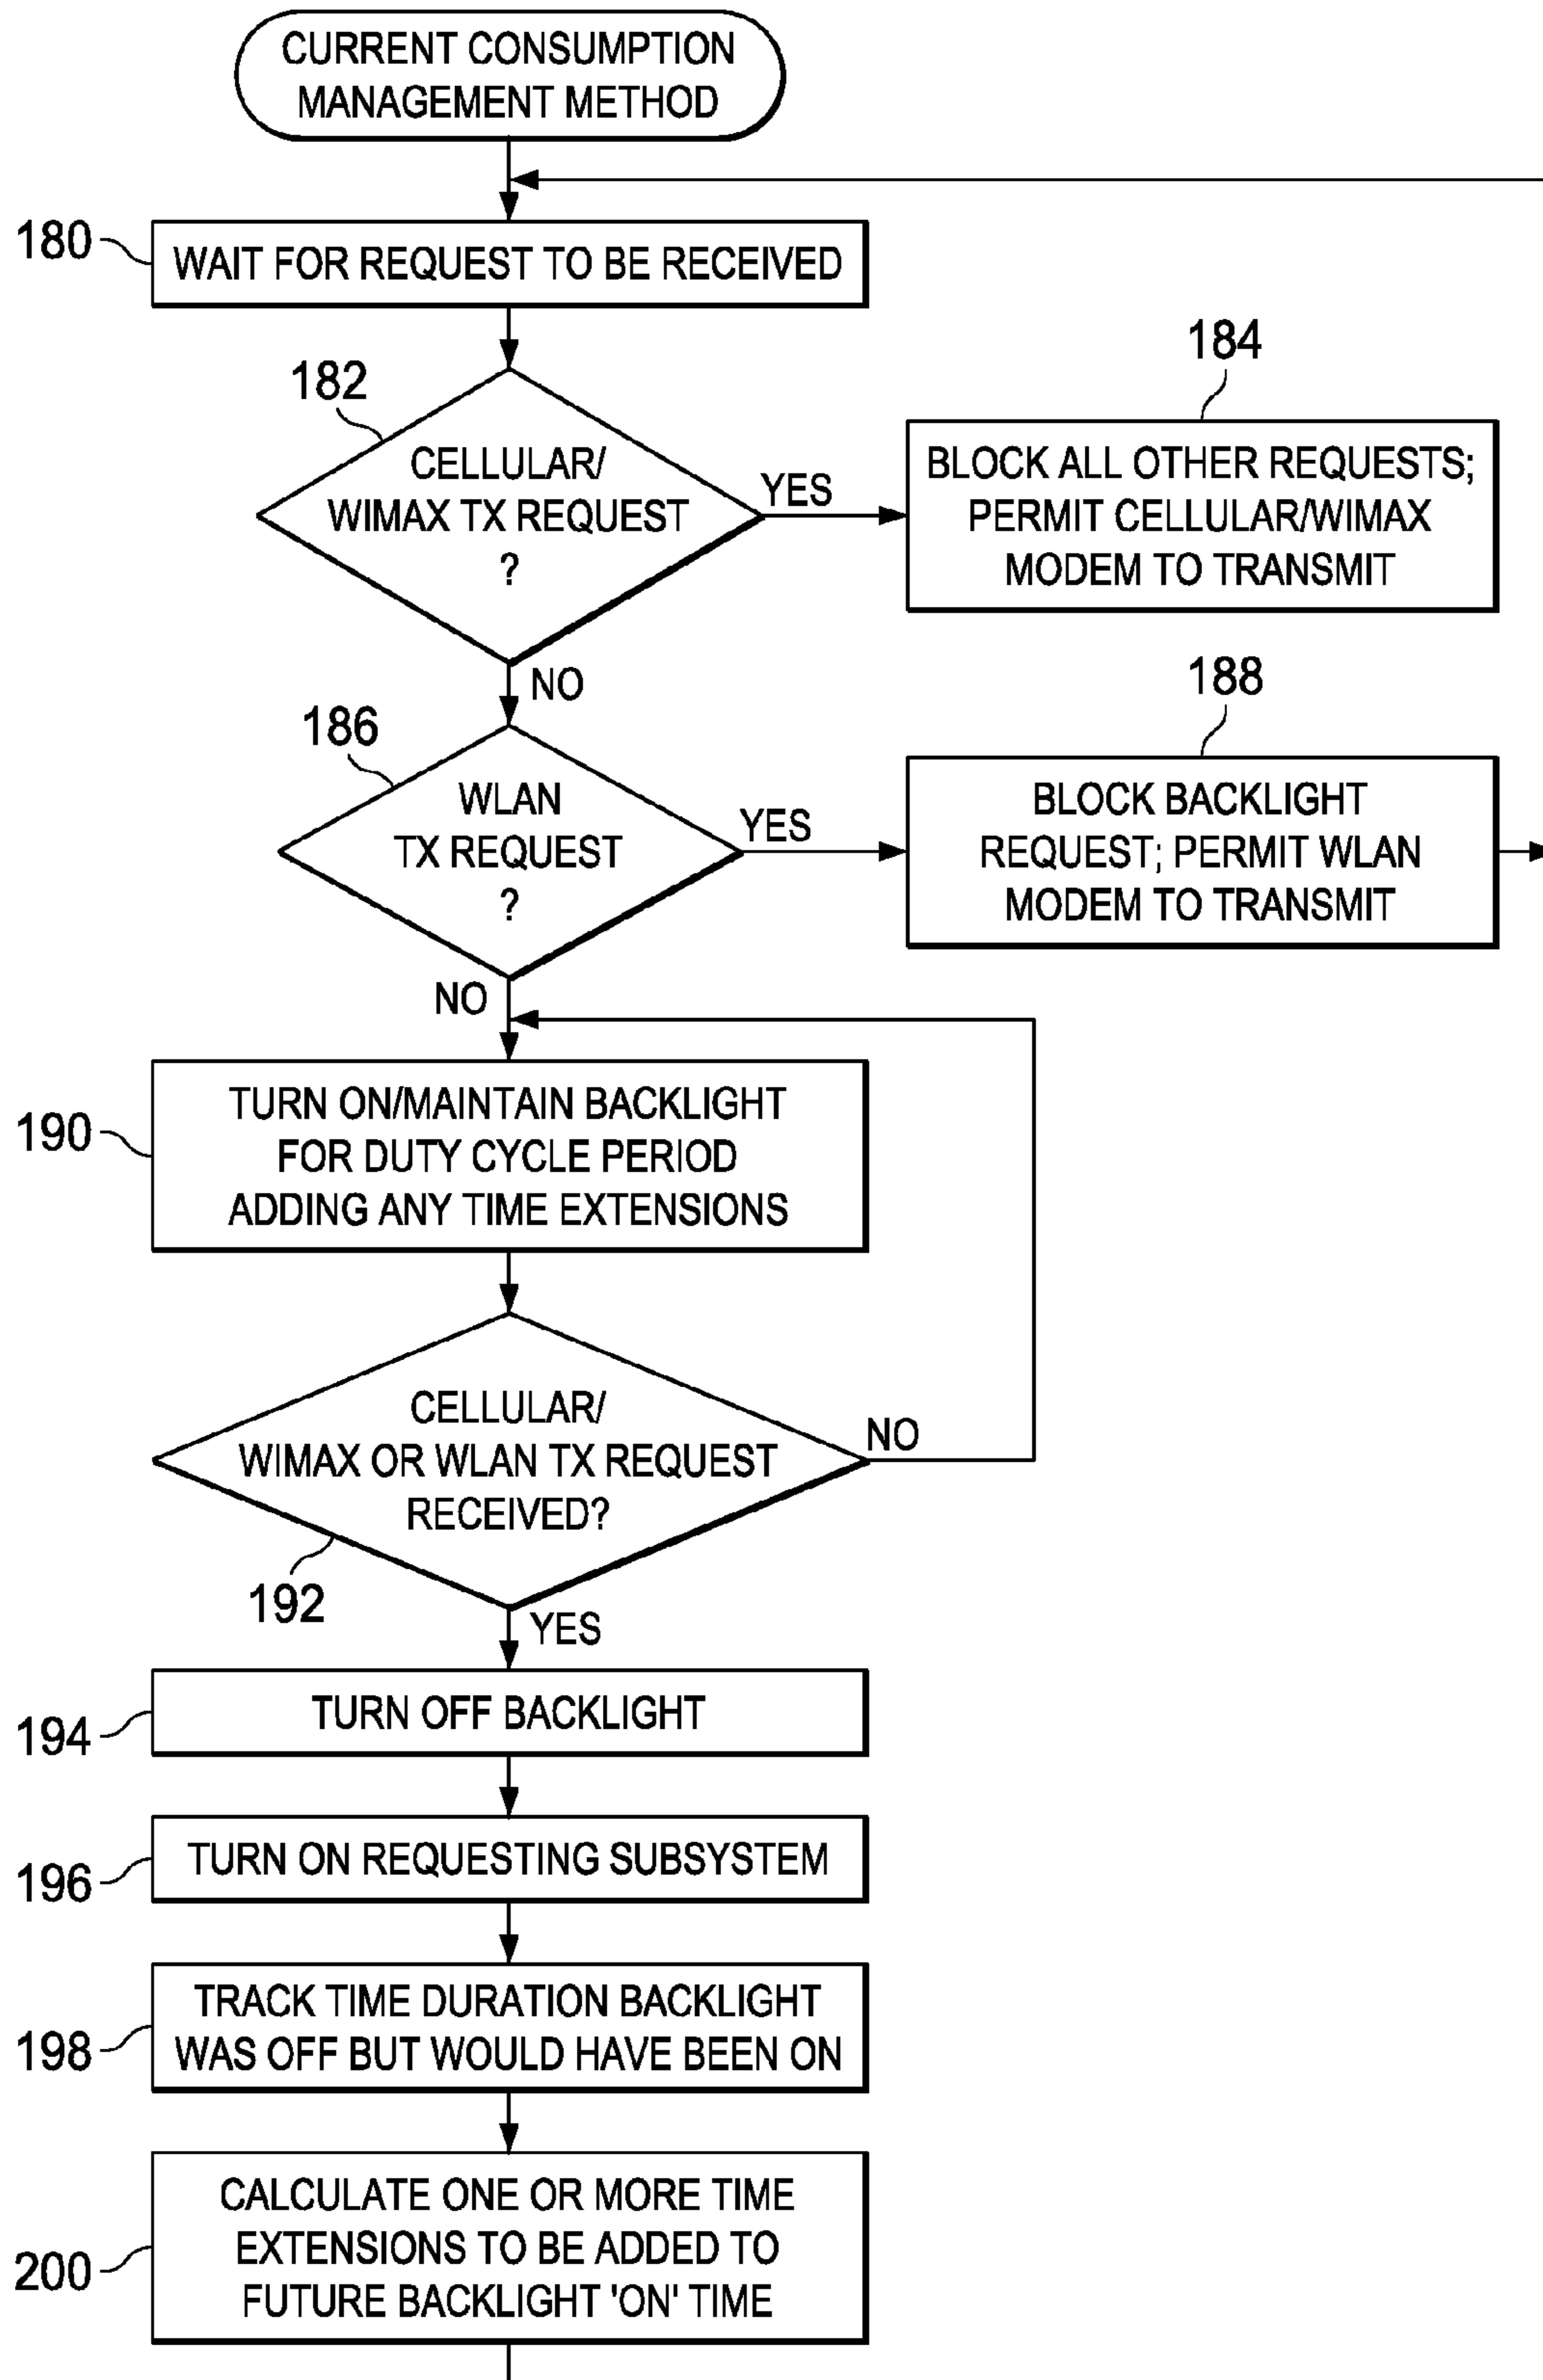 CURRENT CONSUMPTION
MANAGEMENT METHOD
180
WAIT FOR REQUEST TO BE RECEIVED
182
CELLULAR/
WIMAX TX REQUEST
?
YES
184
BLOCK ALL OTHER REQUESTS;
PERMIT CELLULAR/WIMAX
MODEM TO TRANSMIT
NO
186
WLAN
TX REQUEST
?
YES
188
BLOCK BACKLIGHT
REQUEST; PERMIT WLAN
MODEM TO TRANSMIT
NO
190
TURN ON/MAINTAIN BACKLIGHT
FOR DUTY CYCLE PERIOD
ADDING ANY TIME EXTENSIONS
CELLULAR/
WIMAX OR WLAN TX REQUEST
RECEIVED?
NO
192
YES
194
TURN OFF BACKLIGHT
196
TURN ON REQUESTING SUBSYSTEM
198
TRACK TIME DURATION BACKLIGHT
WAS OFF BUT WOULD HAVE BEEN ON
200
CALCULATE ONE OR MORE TIME
EXTENSIONS TO BE ADDED TO
FUTURE BACKLIGHT 'ON' TIME